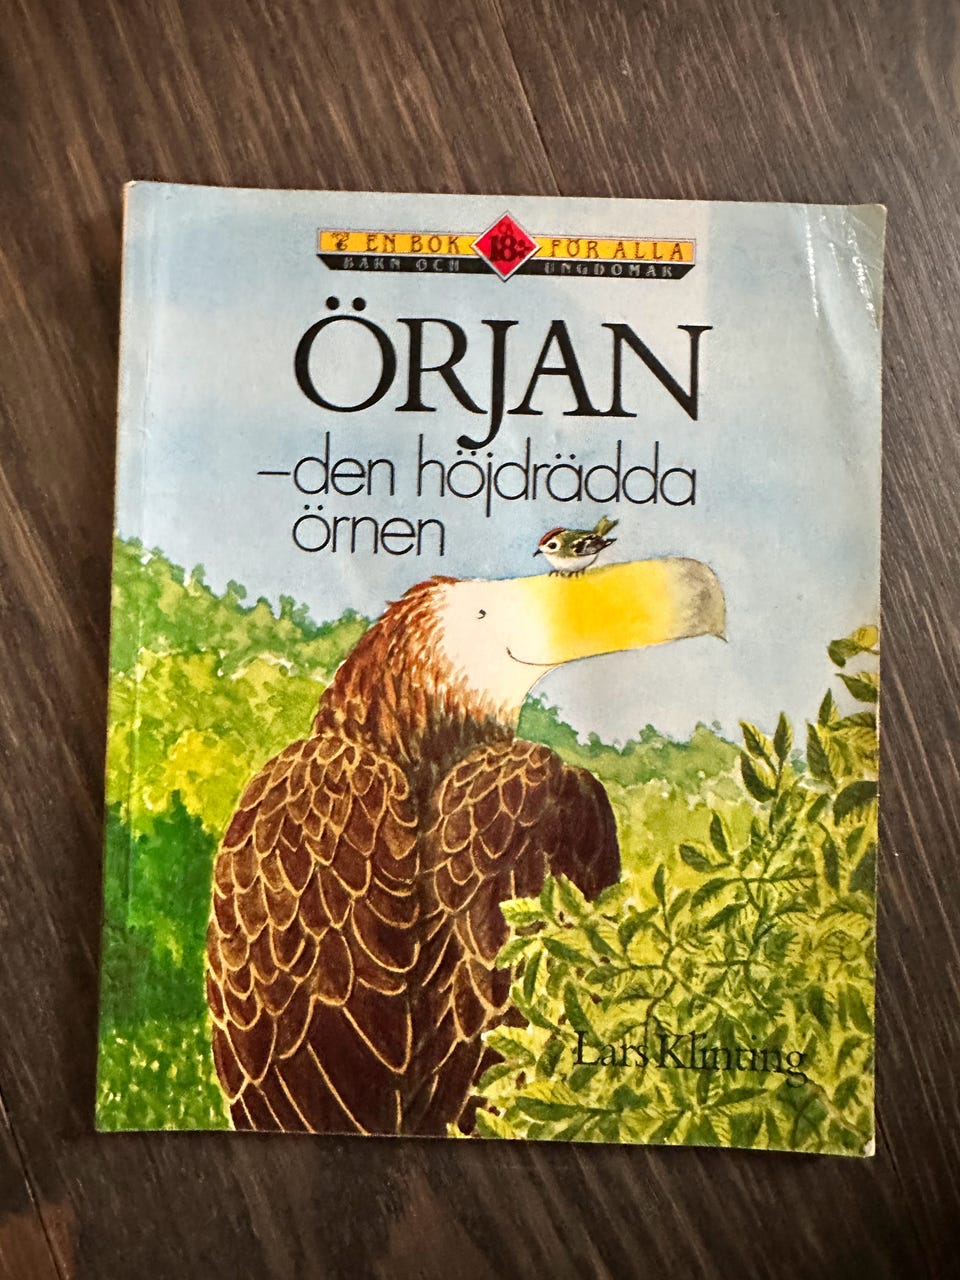 EN BOK 18:- FÖR ALLA
BARN OCH UNGDOMAR
ÖRJAN
–den höjdrädda
örnen
Lars Klinting